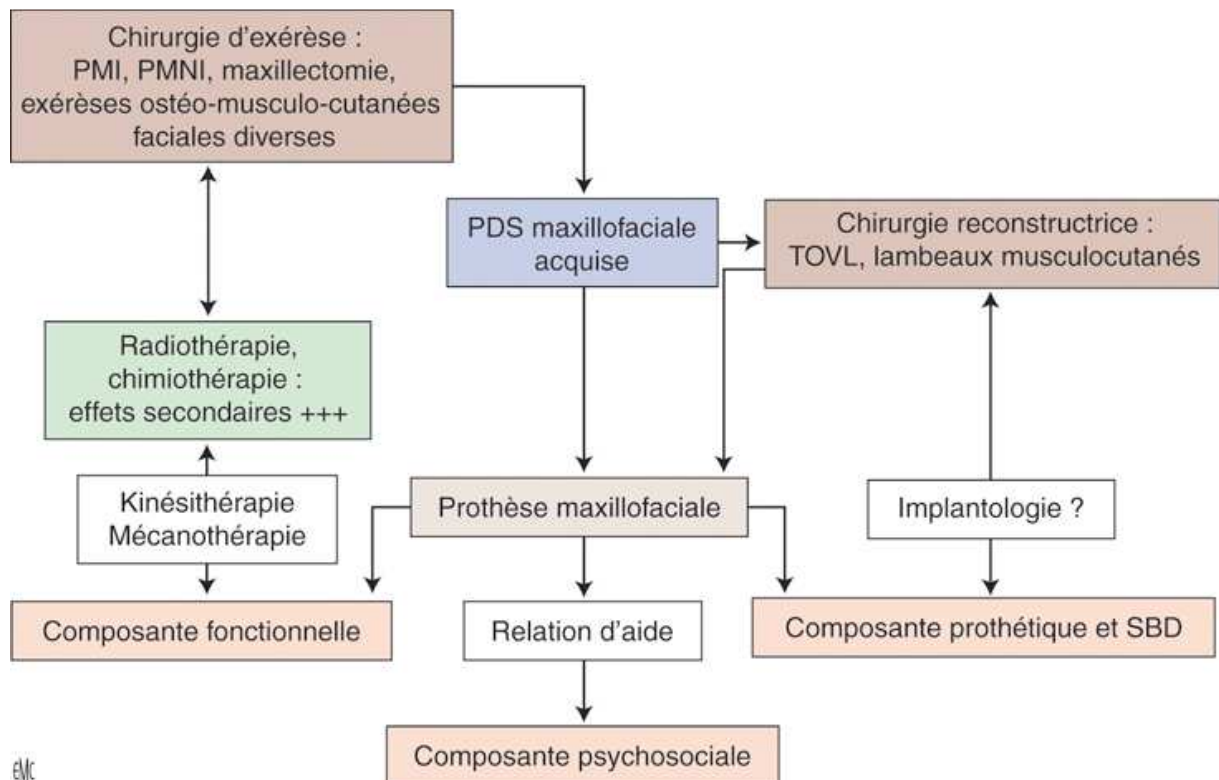 Chirurgie d'exérèse :
PMI, PMNI, maxillectomie,
exérèses ostéo-musculo-cutanées
faciales diverses
PDS maxillofaciale
acquise
Chirurgie reconstructrice :
TOVL, lambeaux musculocutanés
Radiothérapie,
chimiothérapie :
effets secondaires +++
Kinésithérapie
Mécanothérapie
Prothèse maxillofaciale
Implantologie ?
Composante fonctionnelle
Relation d'aide
Composante prothétique et SBD
Composante psychosociale
EMC